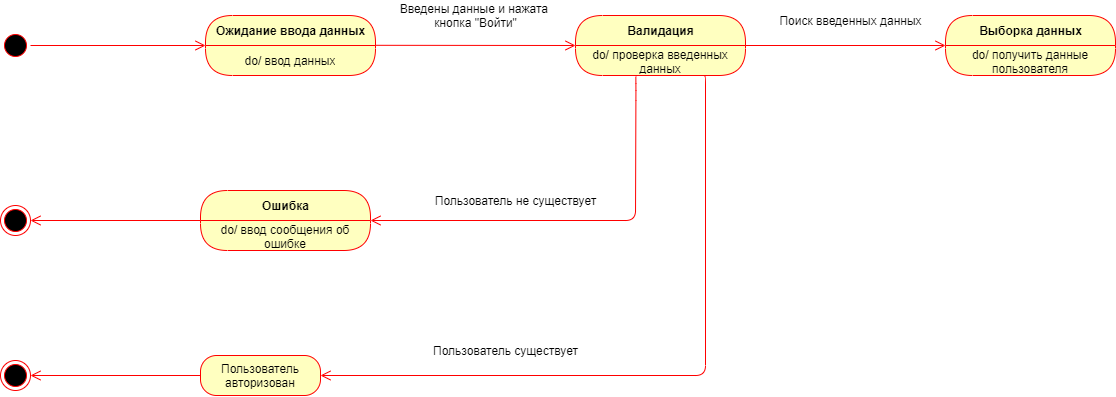 Введены данные и нажата
кнопка "Войти"
Поиск введенных данных
Ожидание ввода данных
do/ ввод данных
Валидация
do/ проверка введенных
данных
Выборка данных
do/ получить данные
пользователя
Пользователь не существует
Ошибка
do/ ввод сообщения об
ошибке
Пользователь существует
Пользователь
авторизован